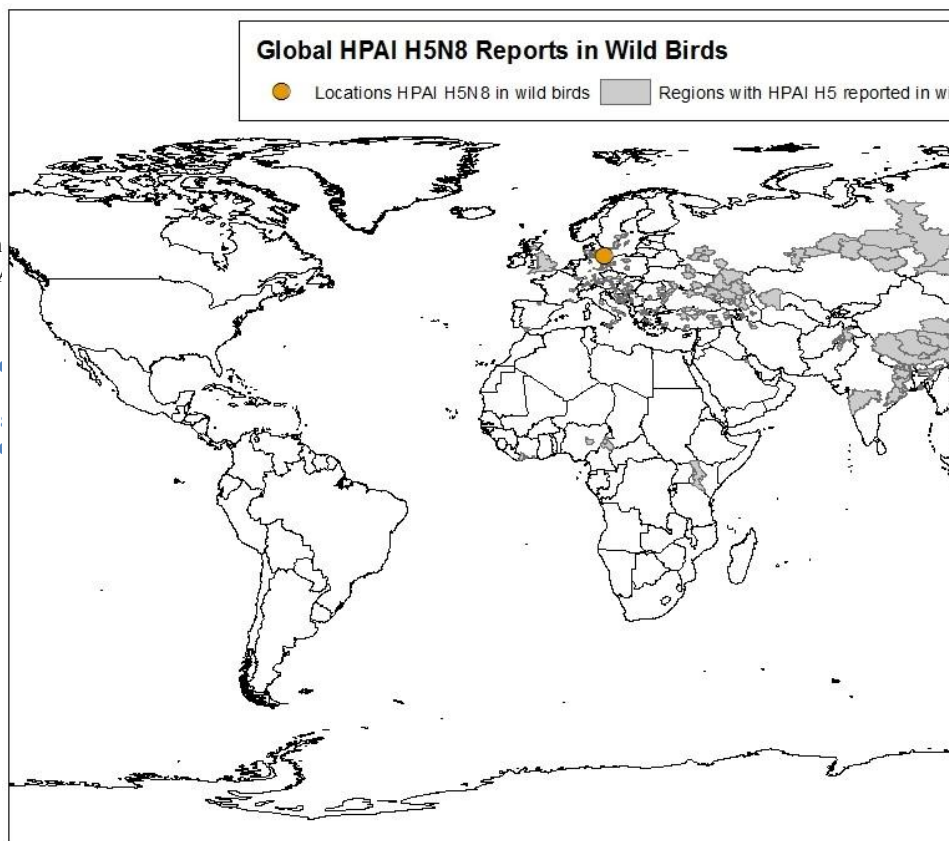 Global HPAI H5N8 Reports in Wild Birds
Locations HPAI H5N8 in wild birds
Regions with HPAI H5 reported in